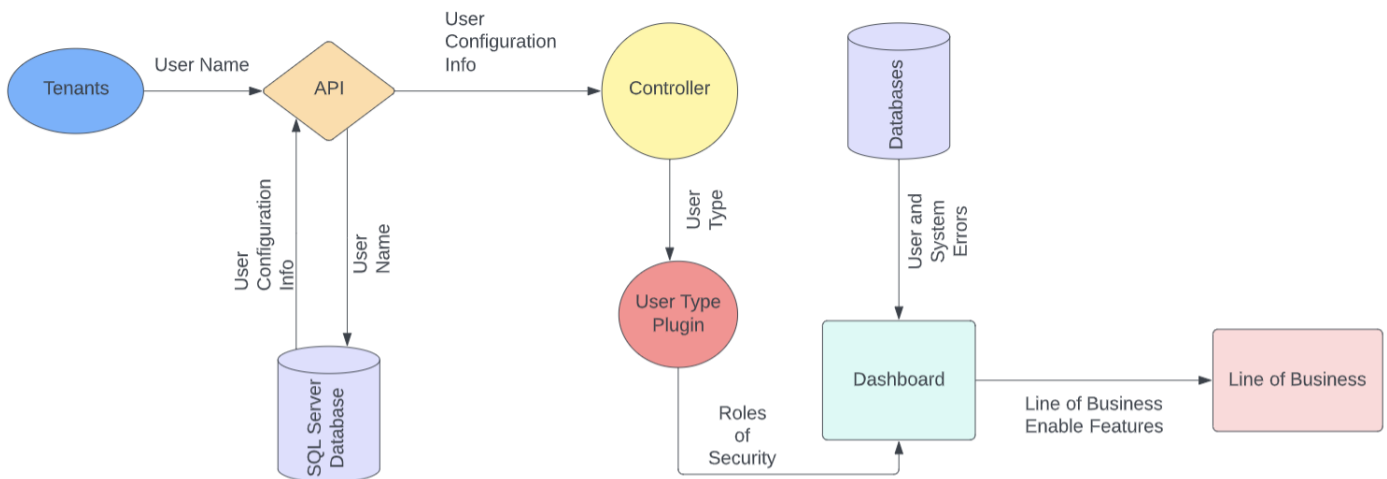 User
Configuration
Info
Tenants
User Name
API
Controller
Databases
User
Configuration
Info
User
Name
User
Type
User and
System
Errors
User Type
Plugin
SQL Server
Database
Dashboard
Line of Business
Roles
of
Security
Line of Business
Enable Features